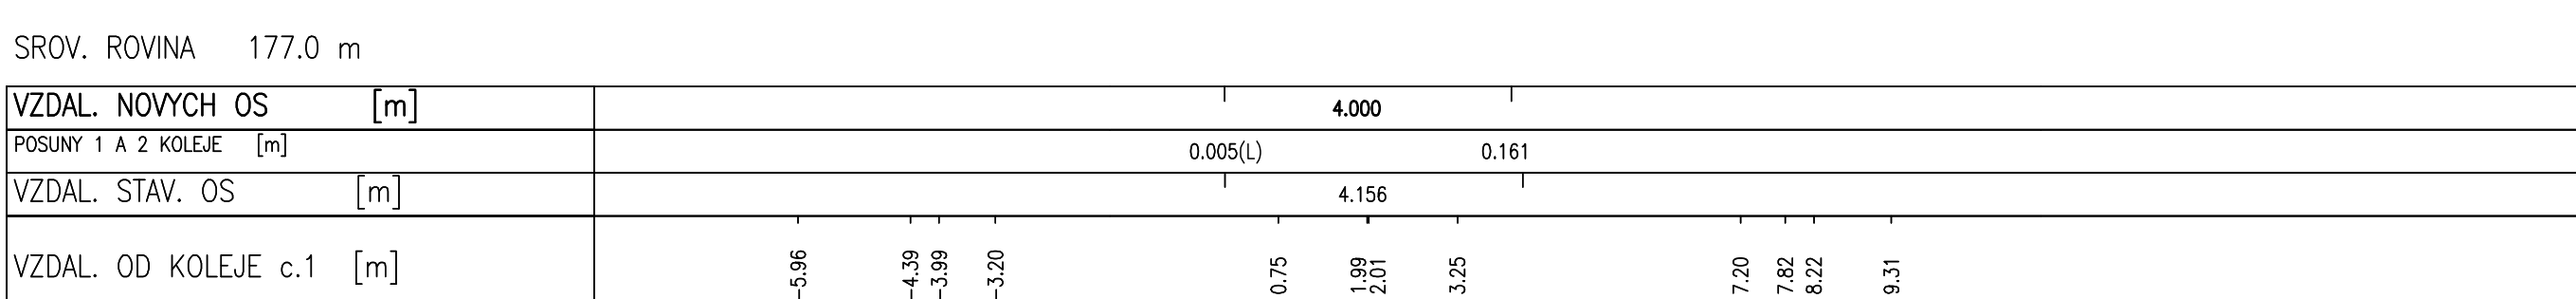 SROV. ROVINA 177.0 m
VZDAL. NOVYCH OS [m] 4.000
POSUNY 1 A 2 KOLEJE [m] 0.005(L) 0.161
VZDAL. STAV. OS [m] 4.156
VZDAL. OD KOLEJE c.1 [m] -5.96 -4.39 -3.99 -3.20 0.75 1.99 2.01 3.25 7.20 7.82 8.22 9.31